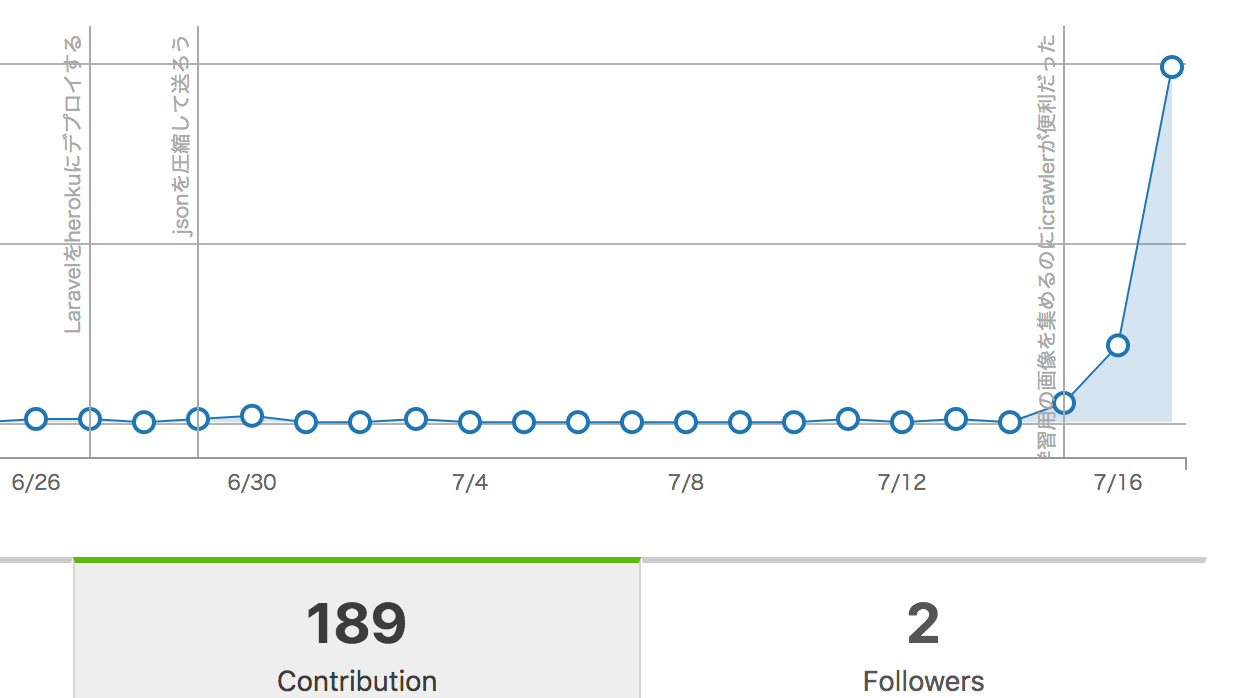 Laravelをherokuにデプロイする
jsonを圧縮して送ろう
学習用の画像を集めるのにicrawlerが便利だった
6/26
6/30
7/4
7/8
7/12
7/16
189
Contribution
2
Followers